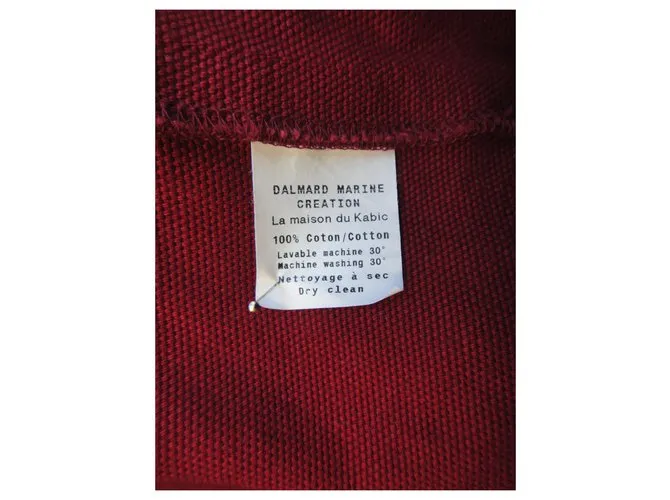 DALMARD MARINE
CREATION
La maison du Kabic
100% Coton/Cotton
Lavable machine 30°
Machine washing 30°
Nettoyage à sec
Dry clean